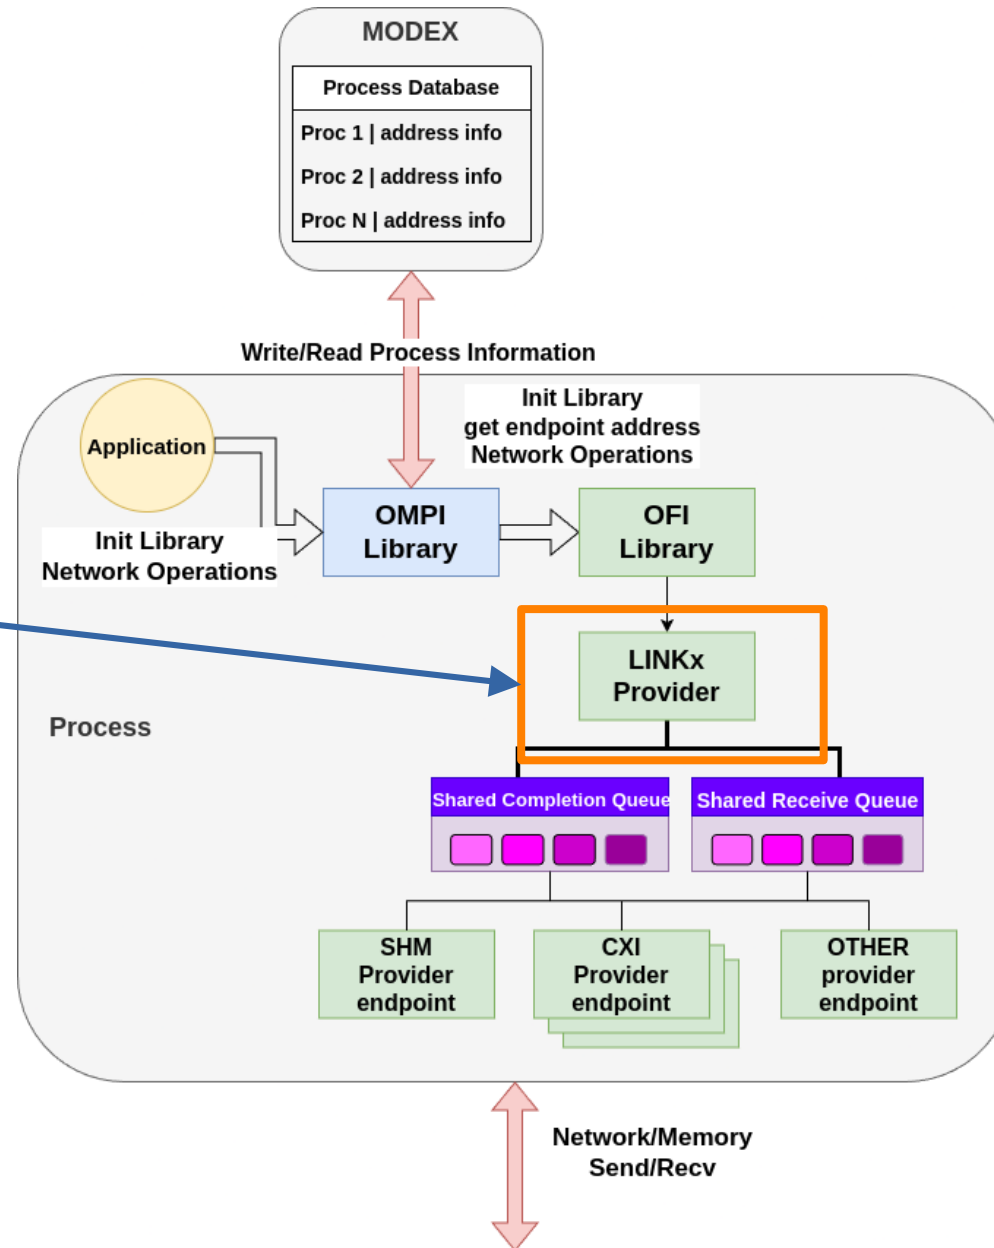 MODEX
Process Database
Proc 1 | address info
Proc 2 | address info
Proc N | address info
Write/Read Process Information
Application
Init Library
get endpoint address
Network Operations
OMPI
Library
OFI
Library
Init Library
Network Operations
LINKx
Provider
Process
Shared Completion Queue
Shared Receive Queue
SHM
Provider
endpoint
CXI
Provider
endpoint
OTHER
provider
endpoint
Network/Memory
Send/Recv